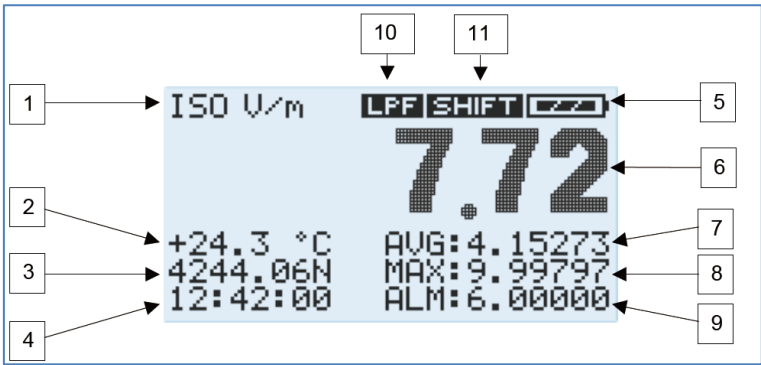 10 11
1 ISO V/m LPF SHIFT 5
7.72 6
2 +24.3 °C AVG:4.15273 7
3 4244.06N MAX:9.99797 8
4 12:42:00 ALM:6.00000 9